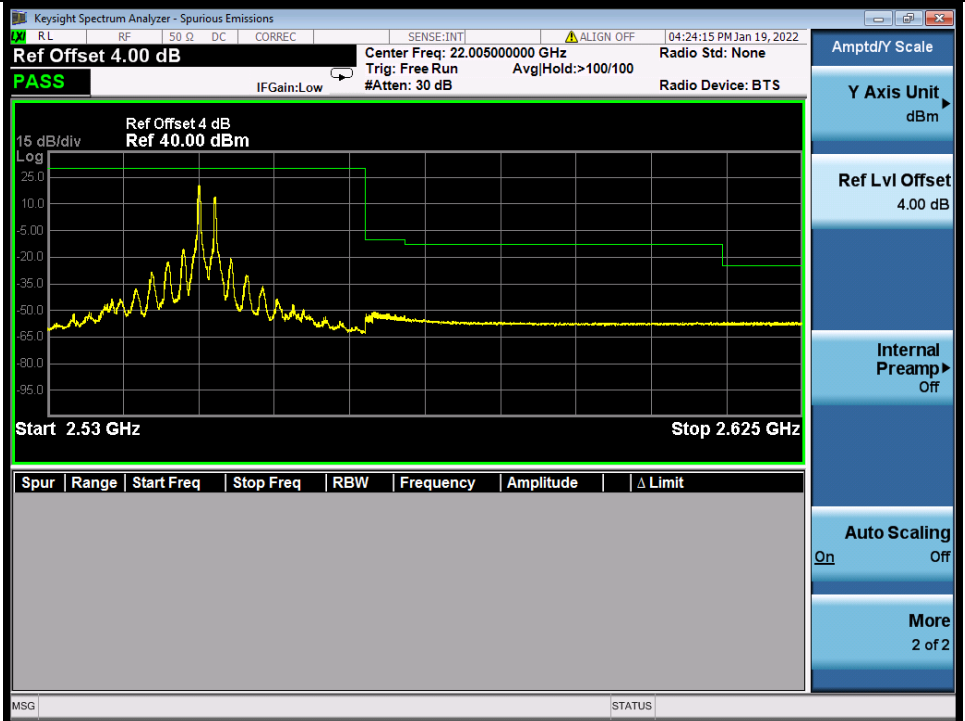 Keysight Spectrum Analyzer - Spurious Emissions
LXI RL RF 50 Ω DC CORREC SENSE:INT ALIGN OFF 04:24:15 PM Jan 19, 2022
Ref Offset 4.00 dB
Center Freq: 22.005000000 GHz Radio Std: None
Trig: Free Run Avg|Hold:>100/100
PASS IFGain:Low #Atten: 30 dB Radio Device: BTS
Ref Offset 4 dB
15 dB/div Ref 40.00 dBm
Log
25.0
10.0
-5.00
-20.0
-35.0
-50.0
-65.0
-80.0
-95.0
Start 2.53 GHz Stop 2.625 GHz
Spur Range Start Freq Stop Freq RBW Frequency Amplitude Δ Limit
Amptd/Y Scale
Y Axis Unit
dBm
Ref Lvl Offset
4.00 dB
Internal
Preamp
Off
Auto Scaling
On Off
More
2 of 2
MSG STATUS